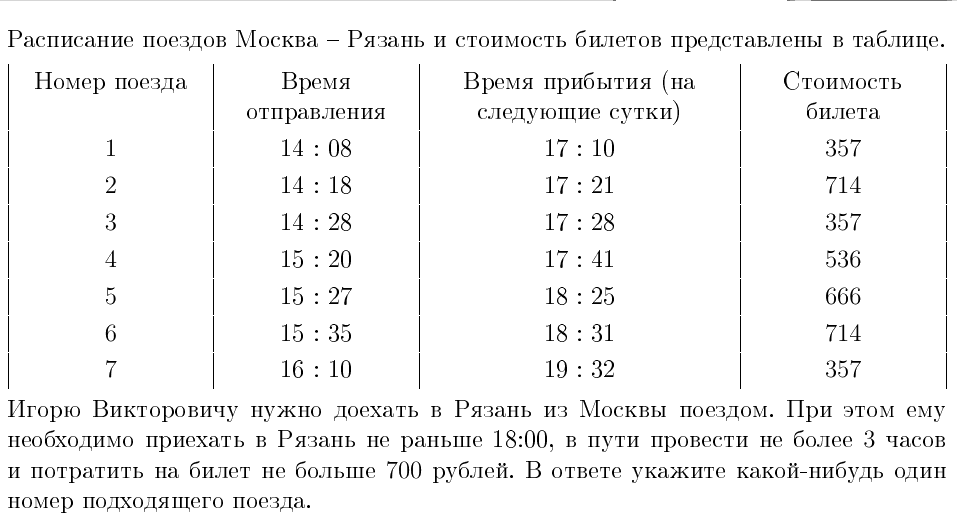 Расписание поездов Москва – Рязань и стоимость билетов представлены в таблице.
Номер поезда Время отправления Время прибытия (на следующие сутки) Стоимость билета
1 14 : 08 17 : 10 357
2 14 : 18 17 : 21 714
3 14 : 28 17 : 28 357
4 15 : 20 17 : 41 536
5 15 : 27 18 : 25 666
6 15 : 35 18 : 31 714
7 16 : 10 19 : 32 357
Игорю Викторовичу нужно доехать в Рязань из Москвы поездом. При этом ему
необходимо приехать в Рязань не раньше 18:00, в пути провести не более 3 часов
и потратить на билет не больше 700 рублей. В ответе укажите какой-нибудь один
номер подходящего поезда.